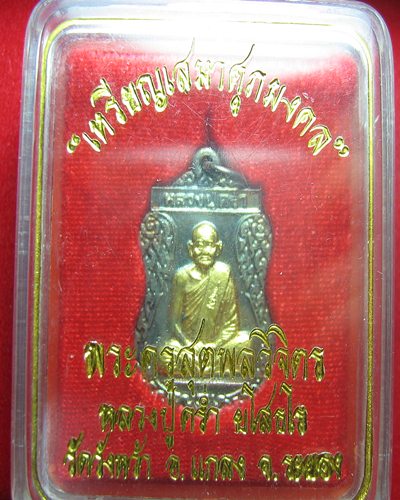 “เหรียญเสมาศุภมงคล”
หลวงปู่คร่ำ
พระครูสุตพลวิจิตร
หลวงปู่คร่ำ ยโสธโร
วัดวังหว้า อ.แกลง จ.ระยอง